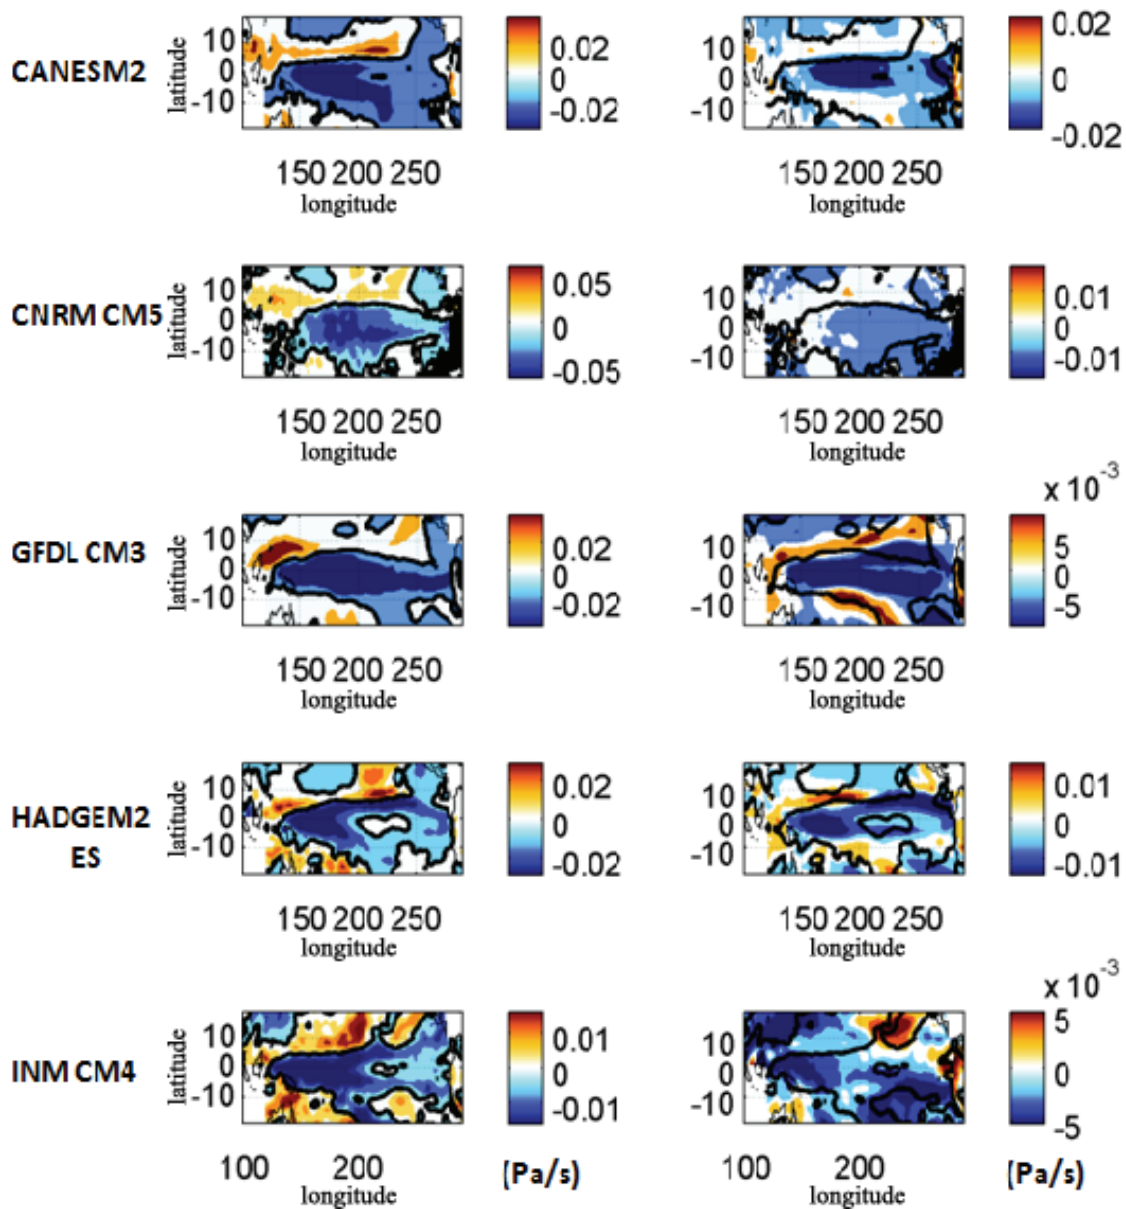 CANESM2
latitude
10
0
-10
0.02
0
-0.02
10
0
-10
0.02
0
-0.02
150 200 250
longitude
150 200 250
longitude
CNRM CM5
latitude
10
0
-10
0.05
0
-0.05
10
0
-10
0.01
0
-0.01
150 200 250
longitude
150 200 250
longitude
GFDL CM3
latitude
10
0
-10
0.02
0
-0.02
x 10-3
10
0
-10
5
0
-5
150 200 250
longitude
150 200 250
longitude
HADGEM2
ES
latitude
10
0
-10
0.02
0
-0.02
10
0
-10
0.01
0
-0.01
150 200 250
longitude
150 200 250
longitude
INM CM4
latitude
10
0
-10
0.01
0
-0.01
x 10-3
10
0
-10
5
0
-5
100 200
longitude
(Pa/s)
100 200
longitude
(Pa/s)